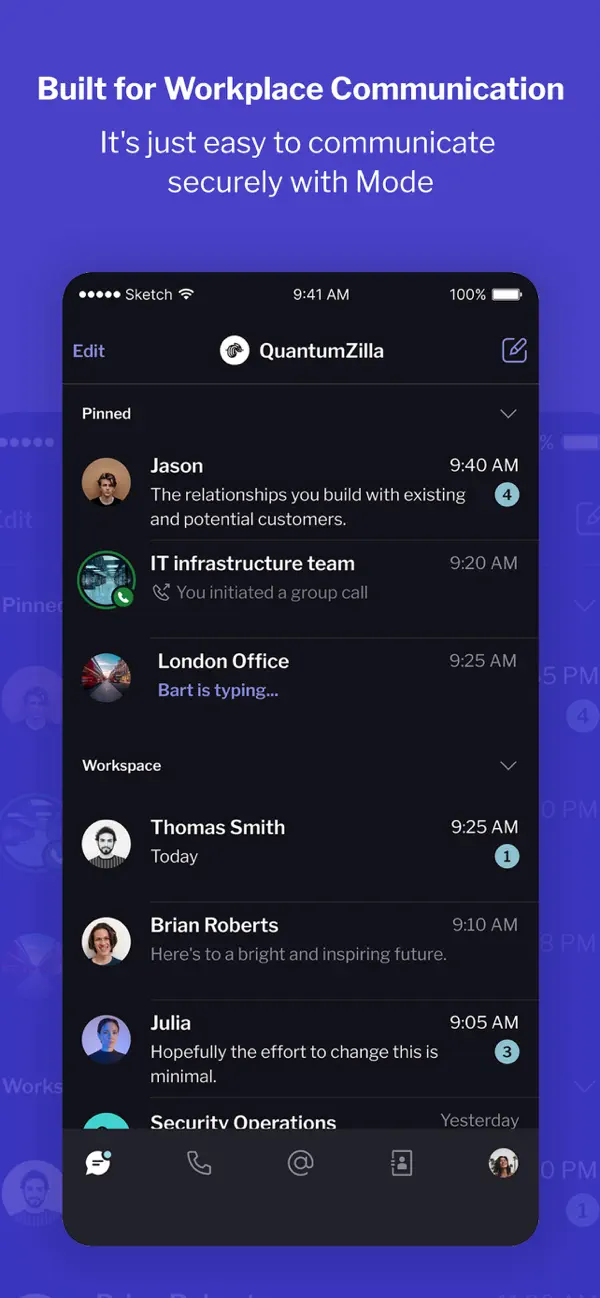 Built for Workplace Communication
It's just easy to communicate
securely with Mode
Sketch 9:41 AM 100%
Edit QuantumZilla
Pinned
Jason 9:40 AM
The relationships you build with existing 4
and potential customers.
IT infrastructure team 9:20 AM
You initiated a group call
London Office 9:25 AM
Bart is typing...
Workspace
Thomas Smith 9:25 AM
Today 1
Brian Roberts 9:10 AM
Here's to a bright and inspiring future.
Julia 9:05 AM
Hopefully the effort to change this is 3
minimal.
Security Operations Yesterday